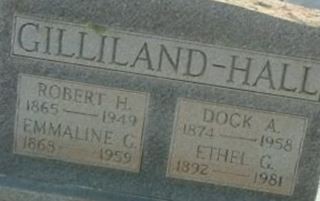 GILLILAND-HALL
ROBERT H.
1865 — 1949
EMMALINE G.
1868 — 1959
DOCK A.
1874 — 1958
ETHEL G.
1892 — 1981